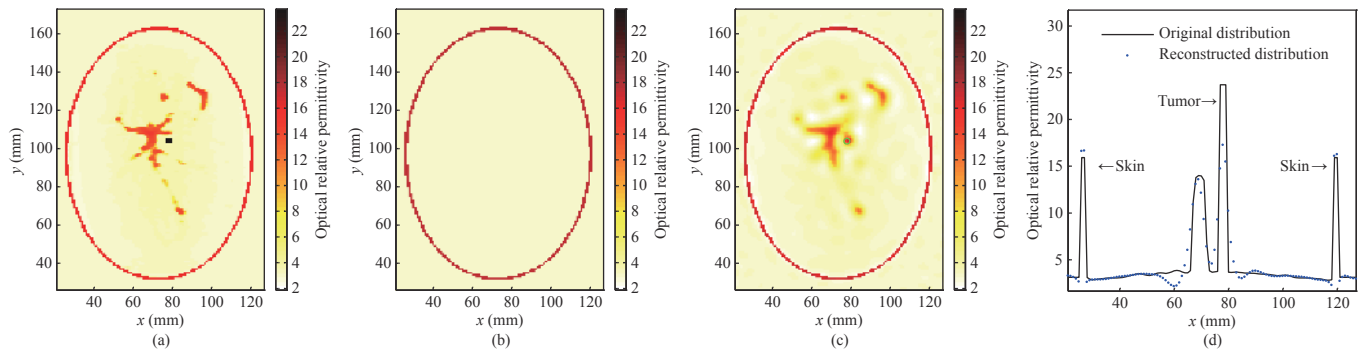 160
140
120
100
80
60
40
y (mm)
40 60 80 100 120
x (mm)
(a)
22
20
18
16
14
12
10
8
6
4
2
Optical relative permittivity
160
140
120
100
80
60
40
y (mm)
40 60 80 100 120
x (mm)
(b)
22
20
18
16
14
12
10
8
6
4
2
Optical relative permittivity
160
140
120
100
80
60
40
y (mm)
40 60 80 100 120
x (mm)
(c)
22
20
18
16
14
12
10
8
6
4
2
Optical relative permittivity
30
25
20
15
10
5
Optical relative permittivity
Original distribution
Reconstructed distribution
Tumor→
←Skin
Skin→
40 60 80 100 120
x (mm)
(d)